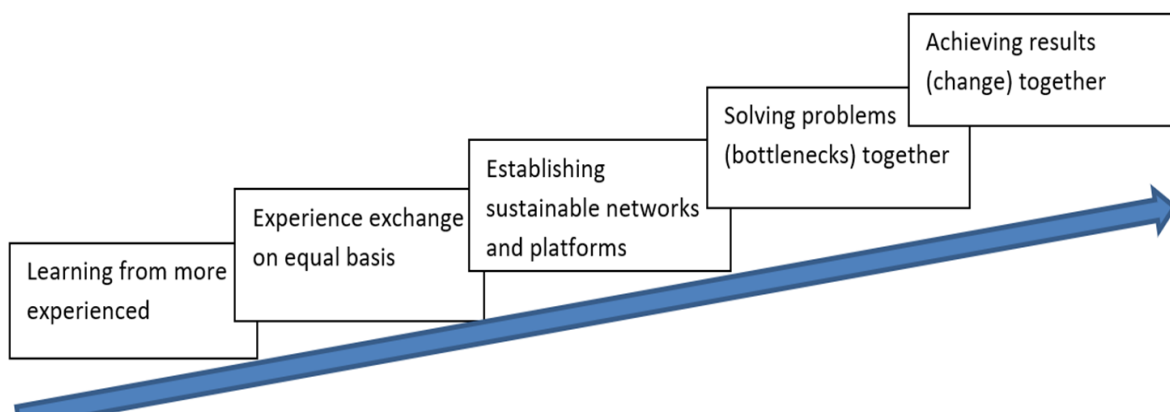 Learning from more
experienced
Experience exchange
on equal basis
Establishing
sustainable networks
and platforms
Solving problems
(bottlenecks) together
Achieving results
(change) together